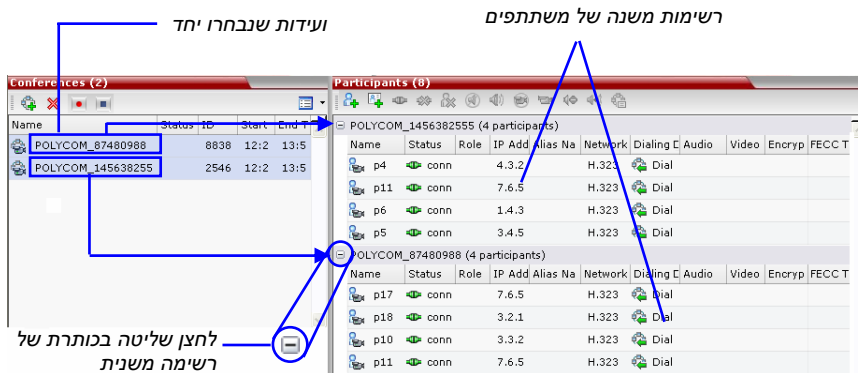 ועידות שנבחרו יחד
רשימות משנה של משתתפים
Conferences (2)
Name Status ID Start End T
POLYCOM_87480988 8838 12:2 13:5
POLYCOM_145638255 2546 12:2 13:5
Participants (8)
POLYCOM_1456382555 (4 participants)
Name Status Role IP Add Alias Na Network Dialing D Audio Video Encryp FECC T
p4 conn 4.3.2 H.323 Dial
p11 conn 7.6.5 H.323 Dial
p6 conn 1.4.3 H.323 Dial
p5 conn 3.4.5 H.323 Dial
POLYCOM_87480988 (4 participants)
Name Status Role IP Add Alias Na Network Dialing D Audio Video Encryp FECC T
p17 conn 7.6.5 H.323 Dial
p18 conn 3.2.1 H.323 Dial
p10 conn 3.3.2 H.323 Dial
p11 conn 7.6.5 H.323 Dial
לחצן שליטה בכותרת של
רשימה משנית